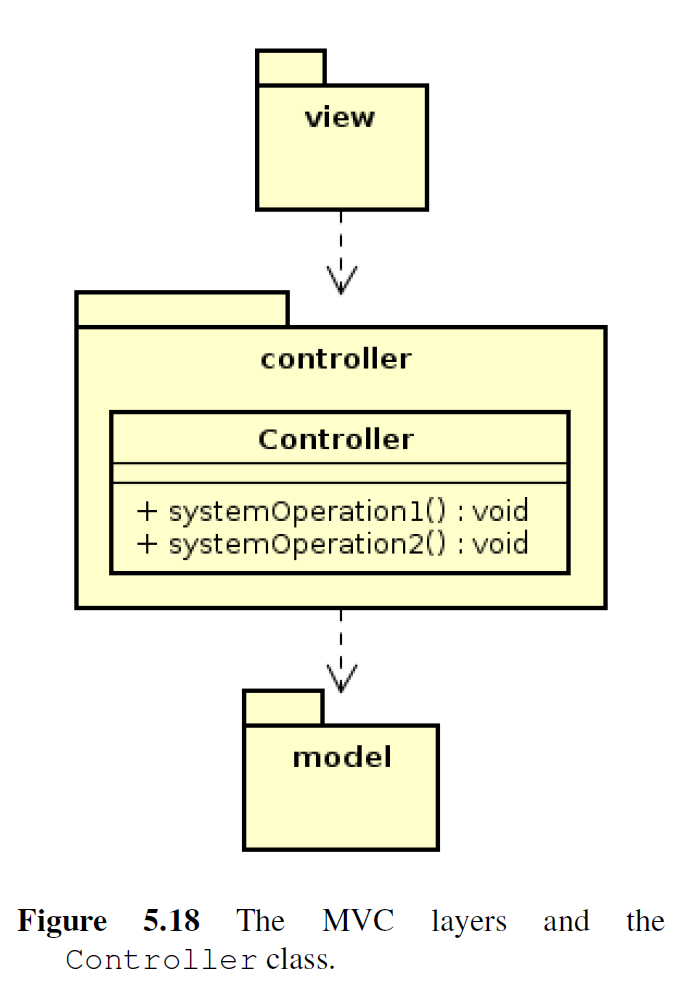 view
controller
Controller
+ systemOperation1() : void
+ systemOperation2() : void
model
Figure 5.18 The MVC layers and the
Controller class.